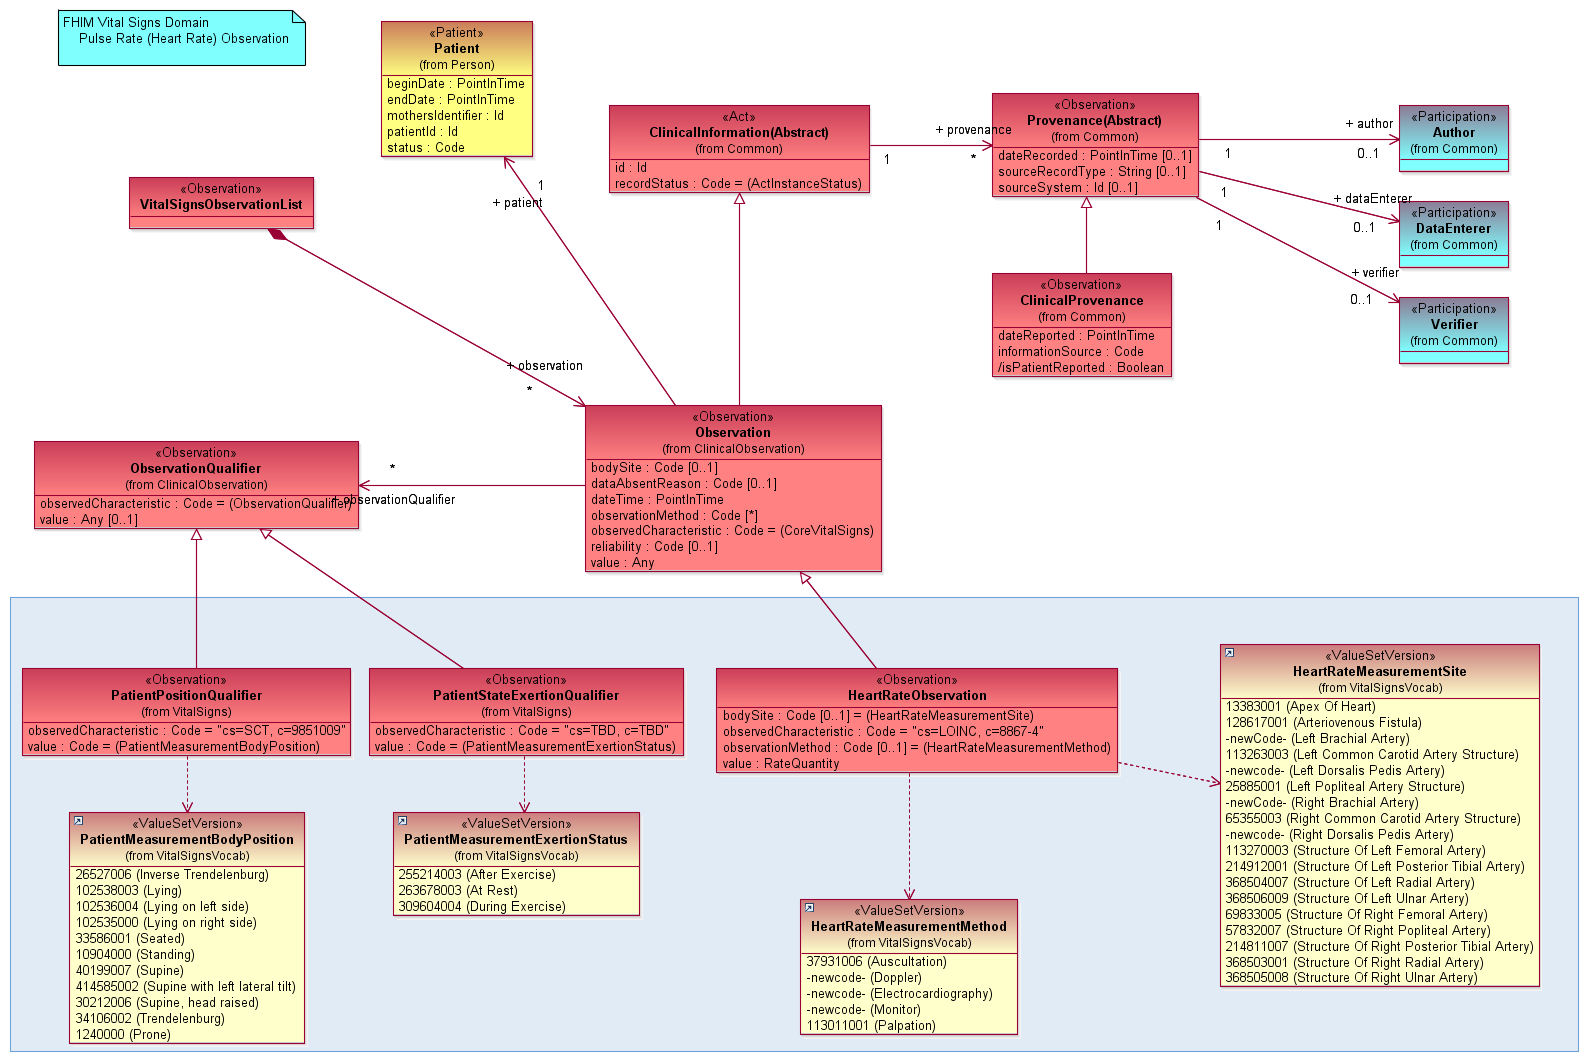 FHIM Vital Signs Domain
Pulse Rate (Heart Rate) Observation
«Patient»
Patient
(from Person)
beginDate : PointInTime
endDate : PointInTime
mothersIdentifier : Id
patientId : Id
status : Code
«Act»
ClinicalInformation(Abstract)
(from Common)
id : Id
recordStatus : Code = (ActInstanceStatus)
1
+ provenance
*
«Observation»
Provenance(Abstract)
(from Common)
dateRecorded : PointInTime [0..1]
sourceRecordType : String [0..1]
sourceSystem : Id [0..1]
1
+ author
0..1
1
+ dataEnterer
0..1
1
+ verifier
0..1
«Participation»
Author
(from Common)
«Participation»
DataEnterer
(from Common)
«Participation»
Verifier
(from Common)
«Observation»
VitalSignsObservationList
1
+ patient
«Observation»
ClinicalProvenance
(from Common)
dateReported : PointInTime
informationSource : Code
/isPatientReported : Boolean
+ observation
*
«Observation»
Observation
(from ClinicalObservation)
bodySite : Code [0..1]
dataAbsentReason : Code [0..1]
dateTime : PointInTime
observationMethod : Code [*]
observedCharacteristic : Code = (CoreVitalSigns)
reliability : Code [0..1]
value : Any
«Observation»
ObservationQualifier
(from ClinicalObservation)
observedCharacteristic : Code = (ObservationQualifier)
value : Any [0..1]
*
+ observationQualifier
«Observation»
PatientPositionQualifier
(from VitalSigns)
observedCharacteristic : Code = "cs=SCT, c=9851009"
value : Code = (PatientMeasurementBodyPosition)
«Observation»
PatientStateExertionQualifier
(from VitalSigns)
observedCharacteristic : Code = "cs=TBD, c=TBD"
value : Code = (PatientMeasurementExertionStatus)
«Observation»
HeartRateObservation
bodySite : Code [0..1] = (HeartRateMeasurementSite)
observedCharacteristic : Code = "cs=LOINC, c=8867-4"
observationMethod : Code [0..1] = (HeartRateMeasurementMethod)
value : RateQuantity
«ValueSetVersion»
HeartRateMeasurementSite
(from VitalSignsVocab)
13383001 (Apex Of Heart)
128617001 (Arteriovenous Fistula)
-newCode- (Left Brachial Artery)
113263003 (Left Common Carotid Artery Structure)
-newcode- (Left Dorsalis Pedis Artery)
25885001 (Left Popliteal Artery Structure)
-newCode- (Right Brachial Artery)
65355003 (Right Common Carotid Artery Structure)
-newcode- (Right Dorsalis Pedis Artery)
113270003 (Structure Of Left Femoral Artery)
214912001 (Structure Of Left Posterior Tibial Artery)
368504007 (Structure Of Left Radial Artery)
368506009 (Structure Of Left Ulnar Artery)
69833005 (Structure Of Right Femoral Artery)
57832007 (Structure Of Right Popliteal Artery)
214811007 (Structure Of Right Posterior Tibial Artery)
368503001 (Structure Of Right Radial Artery)
368505008 (Structure Of Right Ulnar Artery)
«ValueSetVersion»
PatientMeasurementBodyPosition
(from VitalSignsVocab)
26527006 (Inverse Trendelenburg)
102538003 (Lying)
102536004 (Lying on left side)
102535000 (Lying on right side)
33586001 (Seated)
10904000 (Standing)
40199007 (Supine)
414585002 (Supine with left lateral tilt)
30212006 (Supine, head raised)
34106002 (Trendelenburg)
1240000 (Prone)
«ValueSetVersion»
PatientMeasurementExertionStatus
(from VitalSignsVocab)
255214003 (After Exercise)
263678003 (At Rest)
309604004 (During Exercise)
«ValueSetVersion»
HeartRateMeasurementMethod
(from VitalSignsVocab)
37931006 (Auscultation)
-newcode- (Doppler)
-newcode- (Electrocardiography)
-newcode- (Monitor)
113011001 (Palpation)